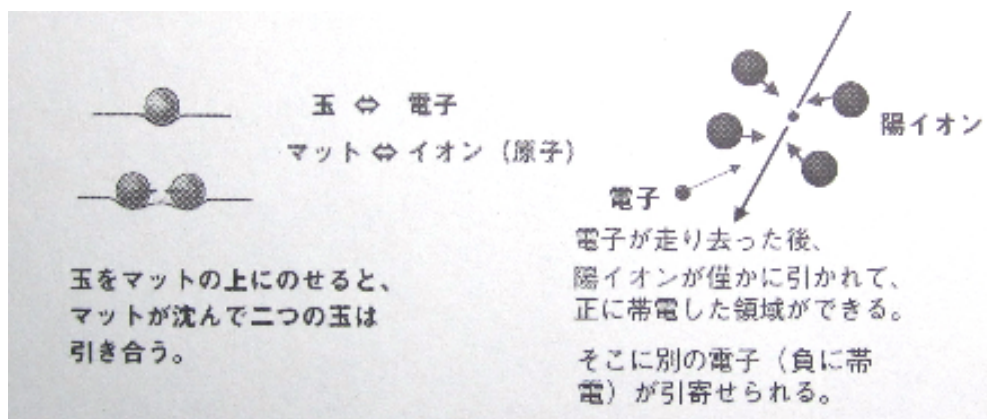 玉 ⇔ 電子
マット⇔イオン（原子）
玉をマットの上にのせると、
マットが沈んで二つの玉は
引き合う。
陽イオン
電子
電子が走り去った後、
陽イオンが僅かに引かれて、
正に帯電した領域ができる。
そこに別の電子（負に帯
電）が引寄せられる。